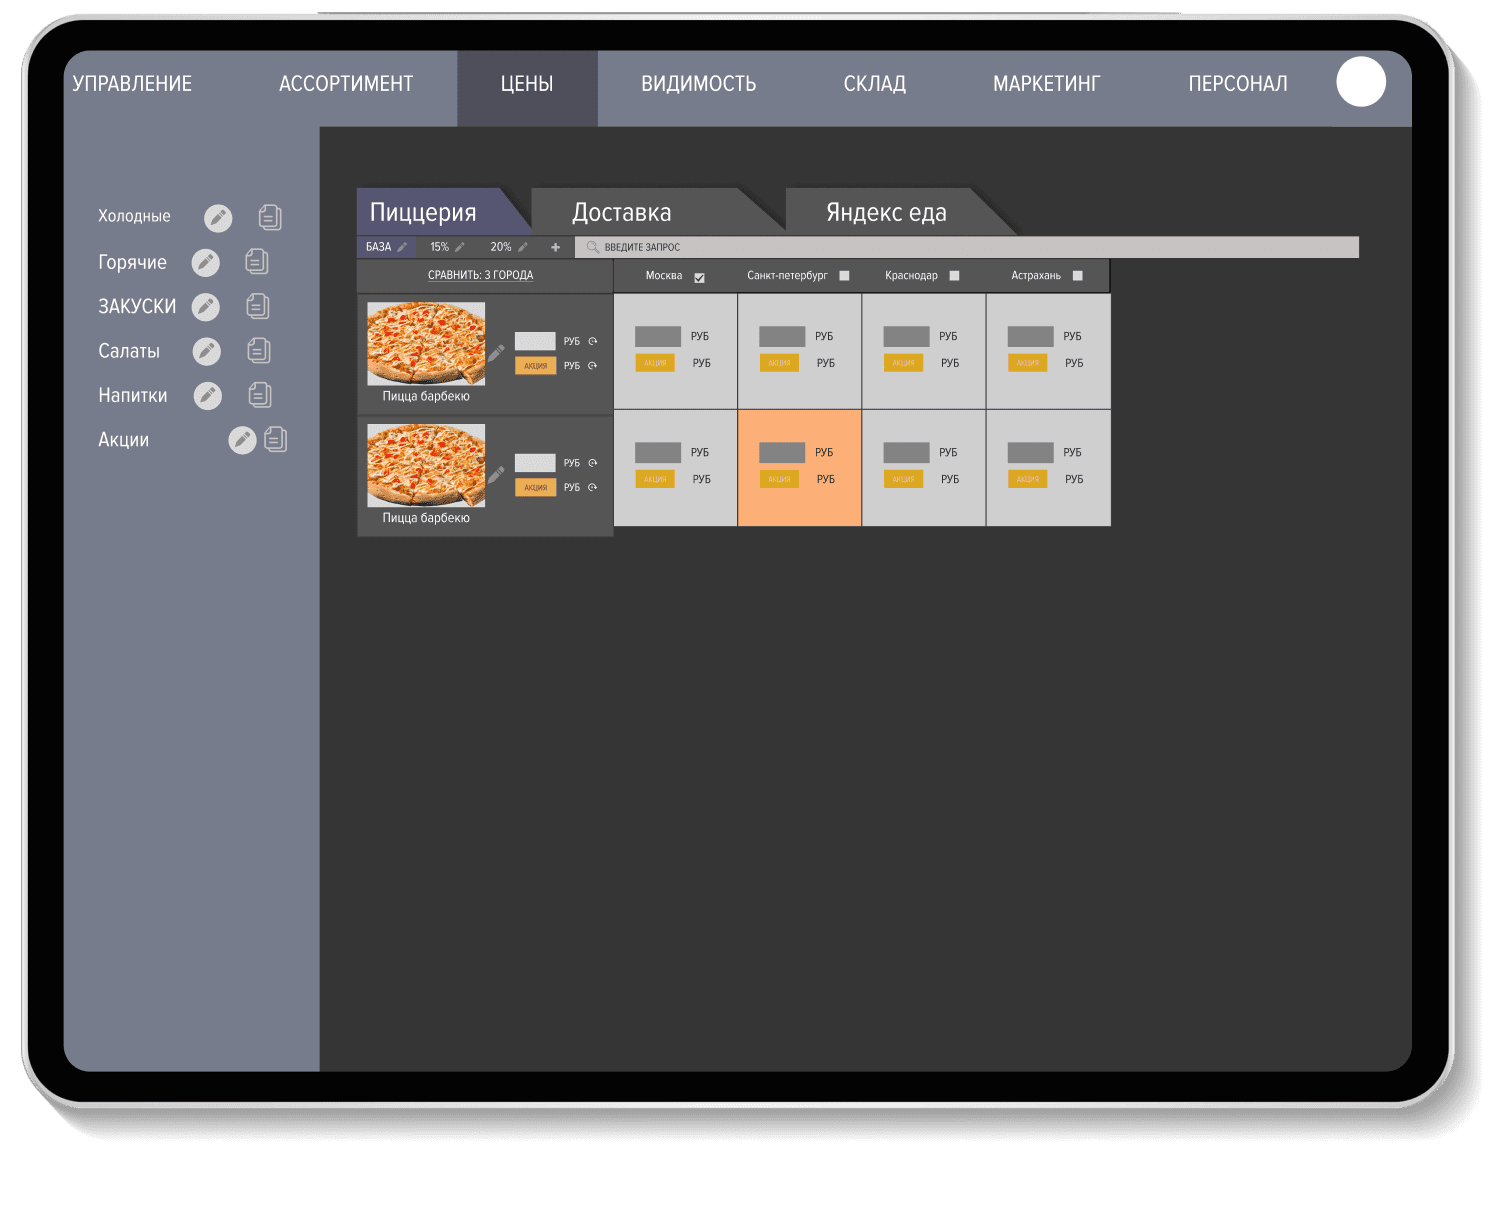 УПРАВЛЕНИЕ АССОРТИМЕНТ ЦЕНЫ ВИДИМОСТЬ СКЛАД МАРКЕТИНГ ПЕРСОНАЛ
Холодные
Горячие
ЗАКУСКИ
Салаты
Напитки
Акции
Пиццерия Доставка Яндекс еда
БАЗА 15% 20% + ВВЕДИТЕ ЗАПРОС
СРАВНИТЬ: 3 ГОРОДА Москва Санкт-петербург Краснодар Астрахань
РУБ РУБ РУБ РУБ РУБ
АКЦИЯ РУБ АКЦИЯ РУБ АКЦИЯ РУБ АКЦИЯ РУБ АКЦИЯ РУБ
Пицца барбекю
РУБ РУБ РУБ РУБ РУБ
АКЦИЯ РУБ АКЦИЯ РУБ АКЦИЯ РУБ АКЦИЯ РУБ АКЦИЯ РУБ
Пицца барбекю